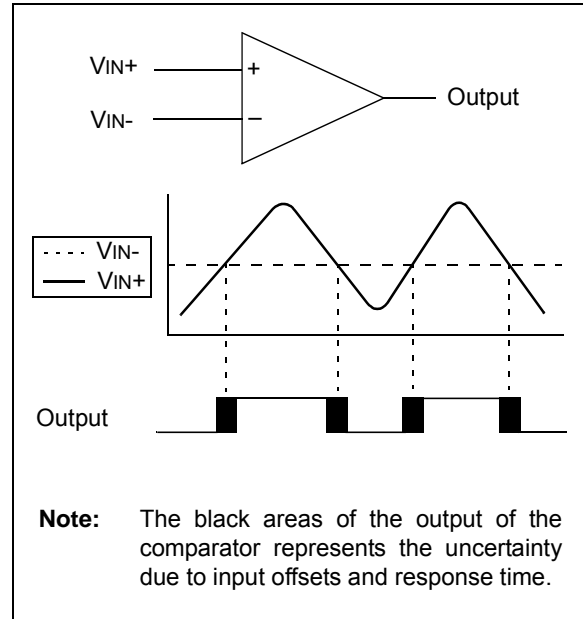 VIN+
+
Output
VIN-
–
VIN-
VIN+
Output
Note: The black areas of the output of the
comparator represents the uncertainty
due to input offsets and response time.